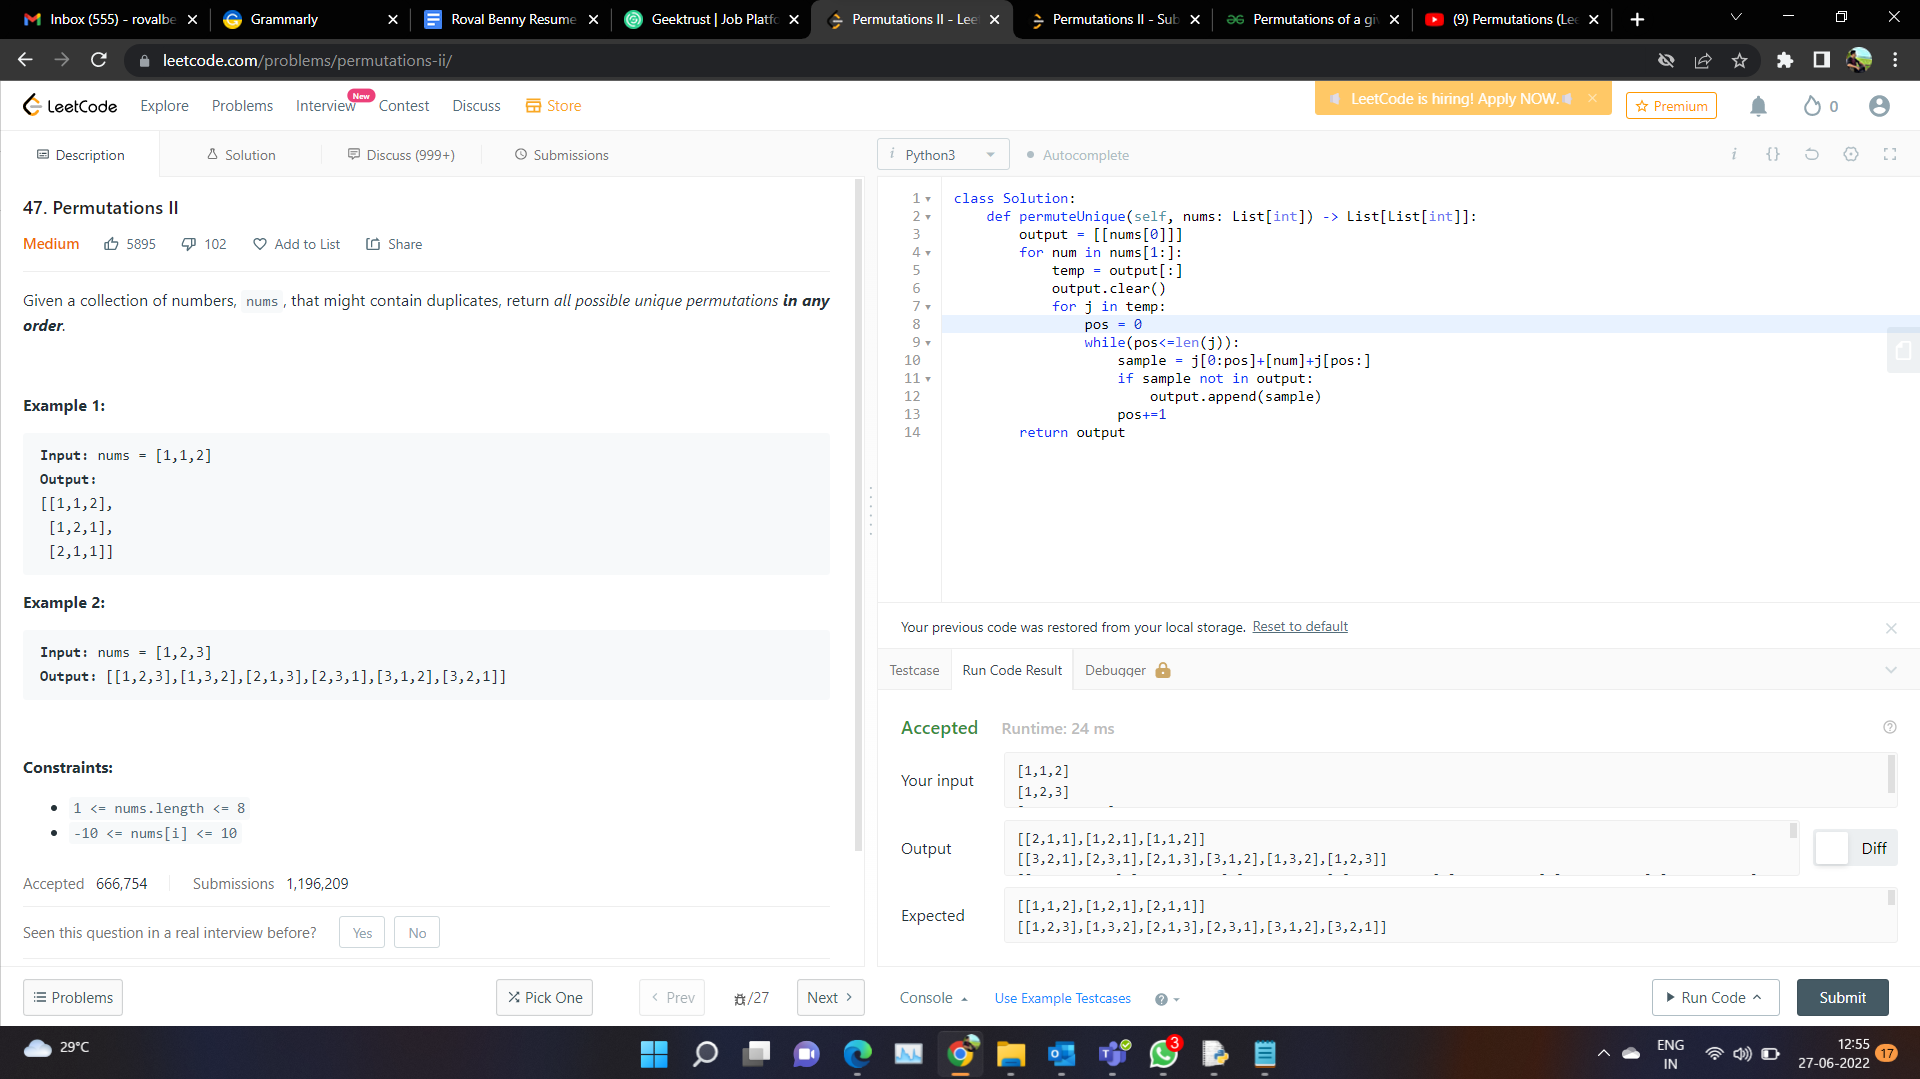 Inbox (555) - rovalbe
Grammarly
Roval Benny Resume
Geektrust | Job Platfo
Permutations II - Lee
Permutations II - Sub
Permutations of a gi
(9) Permutations (Lee
leetcode.com/problems/permutations-ii/
LeetCode
Explore
Problems
Interview
New
Contest
Discuss
Store
LeetCode is hiring! Apply NOW.
Premium
0
Description
Solution
Discuss (999+)
Submissions
47. Permutations II
Medium
5895
102
Add to List
Share
Given a collection of numbers, nums , that might contain duplicates, return all possible unique permutations in any
order.
Example 1:
Input: nums = [1,1,2]
Output:
[[1,1,2],
[1,2,1],
[2,1,1]]
Example 2:
Input: nums = [1,2,3]
Output: [[1,2,3],[1,3,2],[2,1,3],[2,3,1],[3,1,2],[3,2,1]]
Constraints:
1 <= nums.length <= 8
-10 <= nums[i] <= 10
Accepted 666,754
Submissions 1,196,209
Seen this question in a real interview before?
Yes
No
Problems
Pick One
Prev
/27
Next
i Python3
Autocomplete
i {}
1 class Solution:
2 def permuteUnique(self, nums: List[int]) -> List[List[int]]:
3 output = [[nums[0]]]
4 for num in nums[1:]:
5 temp = output[:]
6 output.clear()
7 for j in temp:
8 pos = 0
9 while(pos<=len(j)):
10 sample = j[0:pos]+[num]+j[pos:]
11 if sample not in output:
12 output.append(sample)
13 pos+=1
14 return output
Your previous code was restored from your local storage. Reset to default
Testcase
Run Code Result
Debugger
Accepted
Runtime: 24 ms
Your input
[1,1,2]
[1,2,3]
Output
[[2,1,1],[1,2,1],[1,1,2]]
[[3,2,1],[2,3,1],[2,1,3],[3,1,2],[1,3,2],[1,2,3]]
Diff
Expected
[[1,1,2],[1,2,1],[2,1,1]]
[[1,2,3],[1,3,2],[2,1,3],[2,3,1],[3,1,2],[3,2,1]]
Console
Use Example Testcases
Run Code
Submit
29°C
3
ENG
IN
12:55
27-06-2022
17